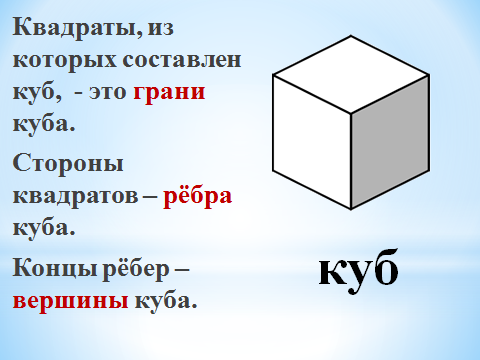 Квадраты, из
которых составлен
куб,  - это грани
куба.
Стороны
квадратов – рёбра
куба.
Концы рёбер –
вершины куба.
куб